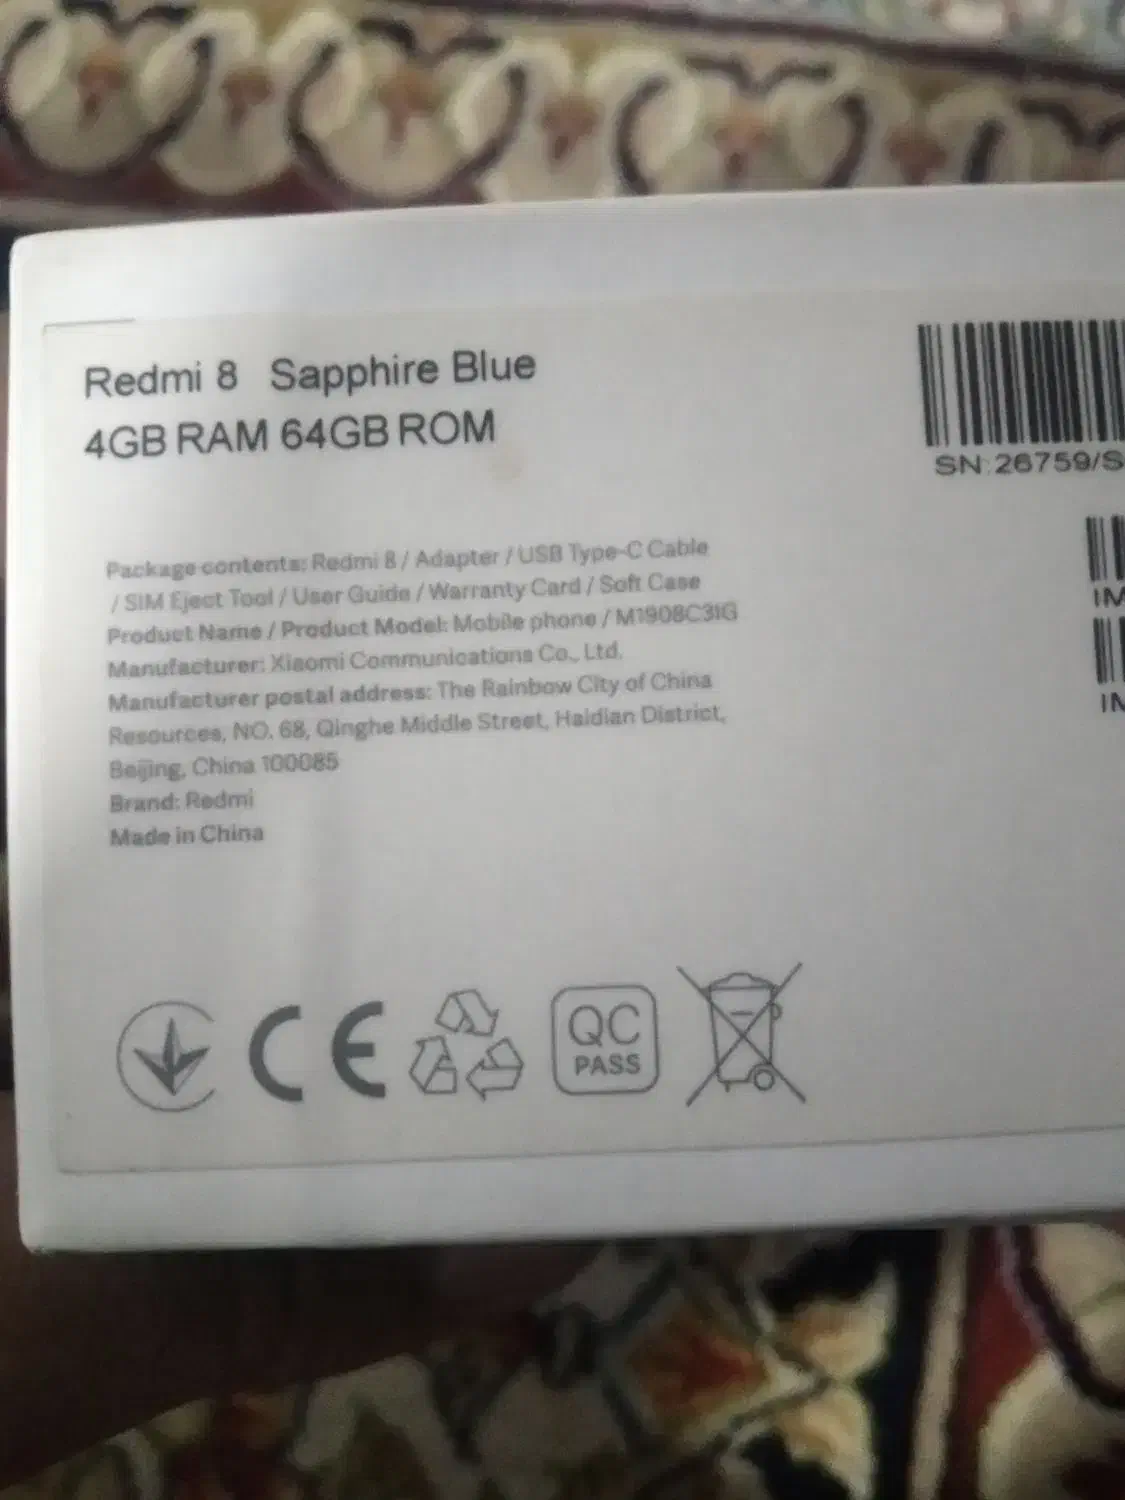 Redmi 8 Sapphire Blue
4GB RAM 64GB ROM
SN:26759/S
Package contents: Redmi 8 / Adapter / USB Type-C Cable
/ SIM Eject Tool / User Guide / Warranty Card / Soft Case
Product Name / Product Model: Mobile phone / M1908C3IG
Manufacturer: Xiaomi Communications Co., Ltd.
Manufacturer postal address: The Rainbow City of China
Resources, NO. 68, Qinghe Middle Street, Haidian District,
Beijing, China 100085
Brand: Redmi
Made in China
IM
IM
CE
QC
PASS